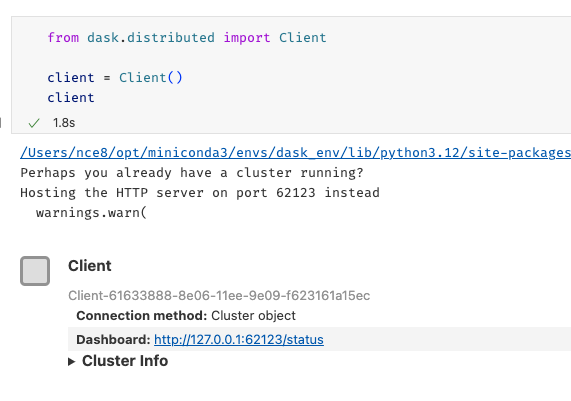 from dask.distributed import Client
client = Client()
client
1.8s
/Users/nce8/opt/miniconda3/envs/dask_env/lib/python3.12/site-packages
Perhaps you already have a cluster running?
Hosting the HTTP server on port 62123 instead
warnings.warn(
Client
Client-61633888-8e06-11ee-9e09-f623161a15ec
Connection method: Cluster object
Dashboard: http://127.0.0.1:62123/status
Cluster Info